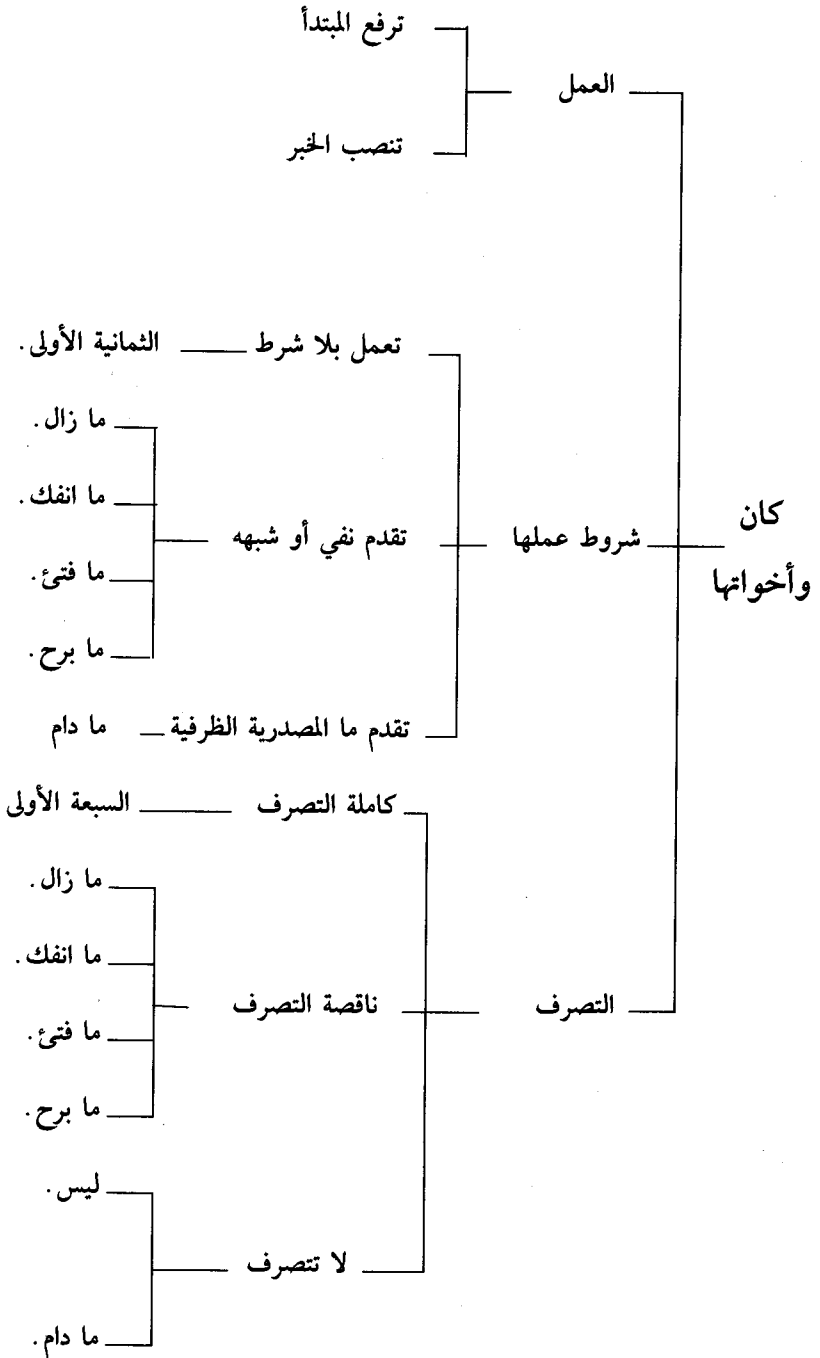 كان
وأخواتها
العمل
ترفع المبتدأ
تنصب الخبر
شروط عملها
تعمل بلا شرط
الثمانية الأولى.
تقدم نفي أو شبهه
ما زال.
ما انفك.
ما فتئ.
ما برح.
تقدم ما المصدرية الظرفية
ما دام
التصرف
كاملة التصرف
السبعة الأولى
ناقصة التصرف
ما زال.
ما انفك.
ما فتئ.
ما برح.
لا تتصرف
ليس.
ما دام.